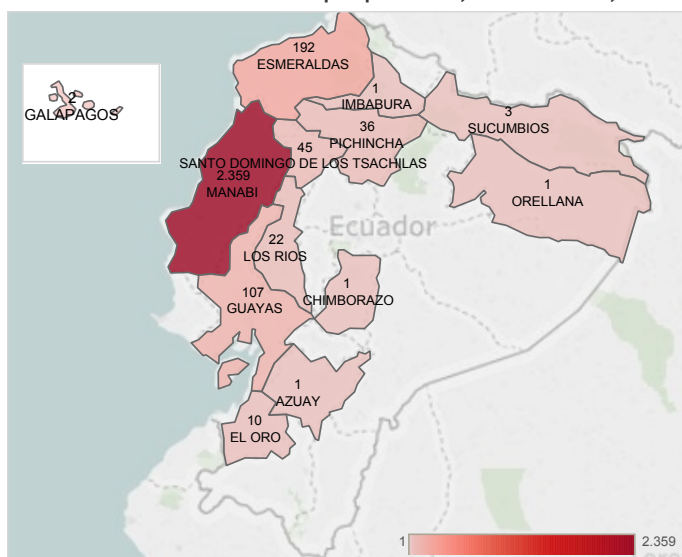 192
ESMERALDAS
2
GALAPAGOS
1
IMBABURA
3
SUCUMBIOS
36
PICHINCHA
45
SANTO DOMINGO DE LOS TSACHILAS
2.359
MANABI
1
ORELLANA
Ecuador
22
LOS RIOS
1
CHIMBORAZO
107
GUAYAS
1
AZUAY
10
EL ORO
1
2.359